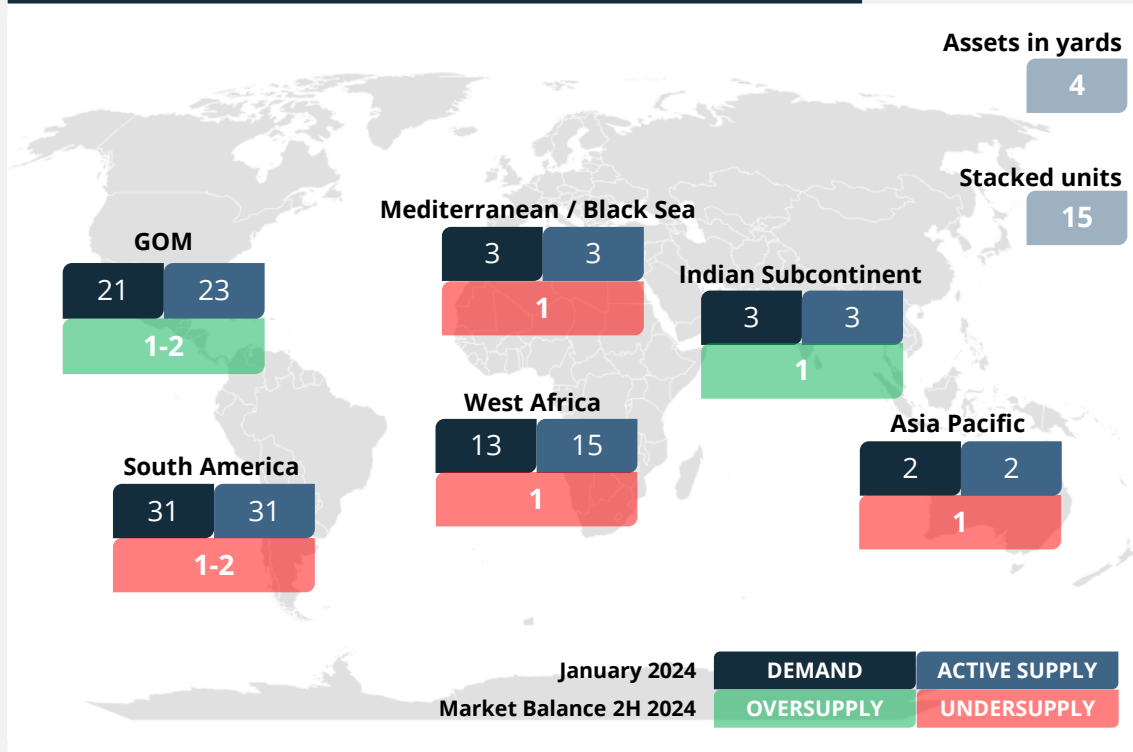 Assets in yards
4
Stacked units
15
Mediterranean / Black Sea
3 3
1
GOM
21 23
1-2
Indian Subcontinent
3 3
1
West Africa
13 15
1
Asia Pacific
2 2
1
South America
31 31
1-2
January 2024 DEMAND ACTIVE SUPPLY
Market Balance 2H 2024 OVERSUPPLY UNDERSUPPLY